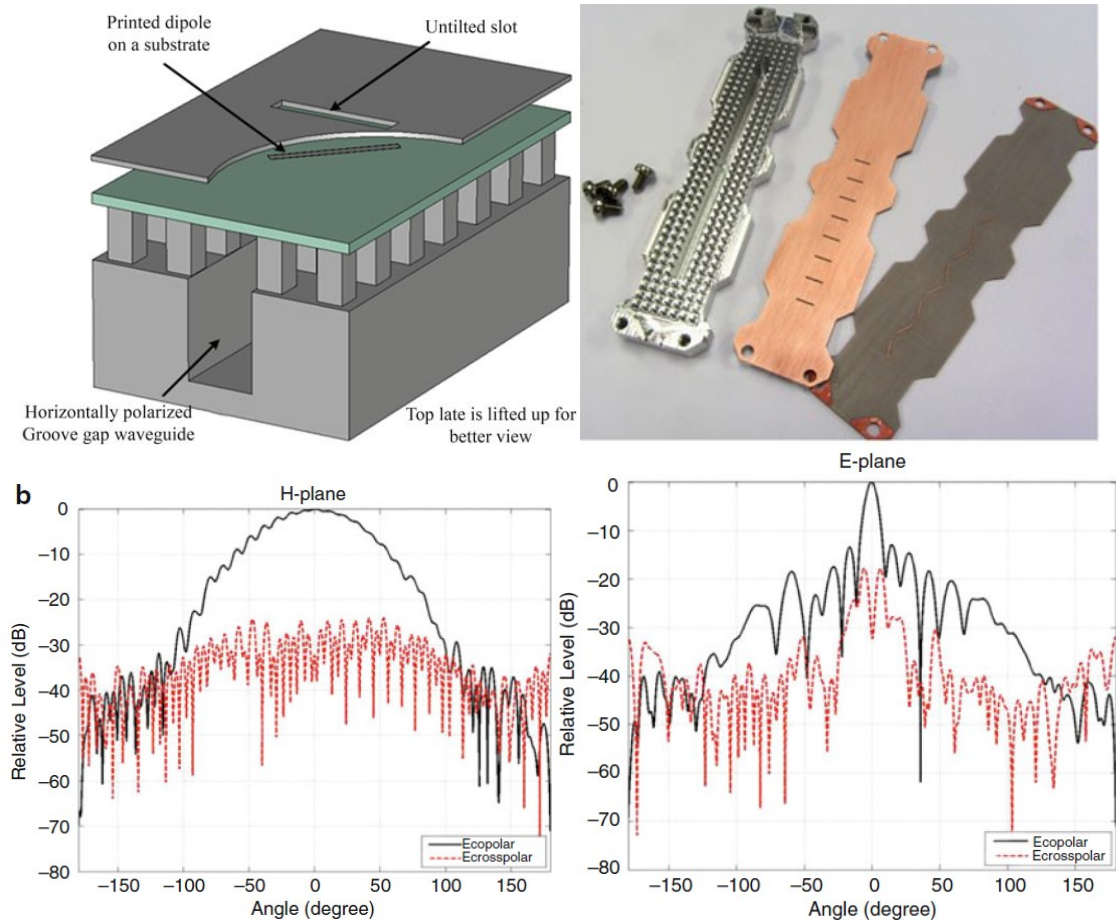 Printed dipole
on a substrate
Untilted slot
Horizontally polarized
Groove gap waveguide
Top late is lifted up for
better view
b
H-plane
0
–10
–20
–30
–40
–50
–60
–70
–80
Relative Level (dB)
–150 –100 –50 0 50 100 150
Angle (degree)
Ecopolar
Ecrosspolar
E-plane
0
–10
–20
–30
–40
–50
–60
–70
–80
Relative Level (dB)
–150 –100 –50 0 50 100 150
Angle (degree)
Ecopolar
Ecrosspolar